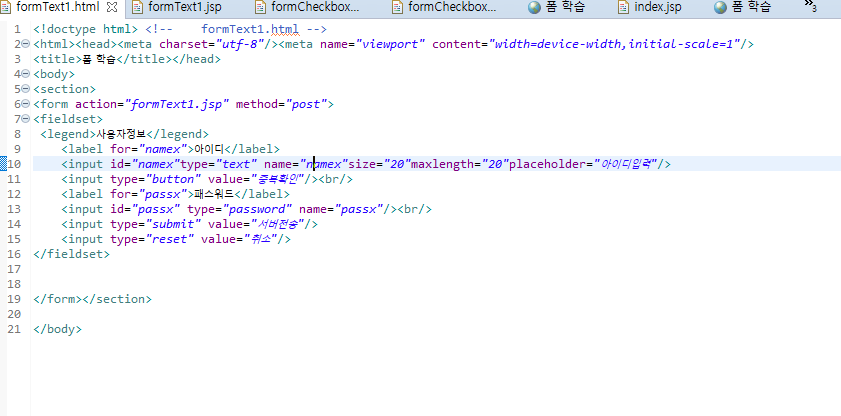 formText1.html formText1.jsp formCheckbox... formCheckbox... 폼 학습 index.jsp 폼 학습 »3
1 <!doctype html> <!-- formText1.html -->
2 <html><head><meta charset="utf-8"/><meta name="viewport" content="width=device-width,initial-scale=1"/>
3 <title>폼 학습</title></head>
4 <body>
5 <section>
6 <form action="formText1.jsp" method="post">
7 <fieldset>
8 <legend>사용자정보</legend>
9 <label for="namex">아이디</label>
10 <input id="namex"type="text" name="namex"size="20"maxlength="20"placeholder="아이디입력"/>
11 <input type="button" value="중복확인"/><br/>
12 <label for="passx">패스워드</label>
13 <input id="passx" type="password" name="passx"/><br/>
14 <input type="submit" value="서버전송"/>
15 <input type="reset" value="취소"/>
16 </fieldset>
17
18
19 </form></section>
20
21 </body>